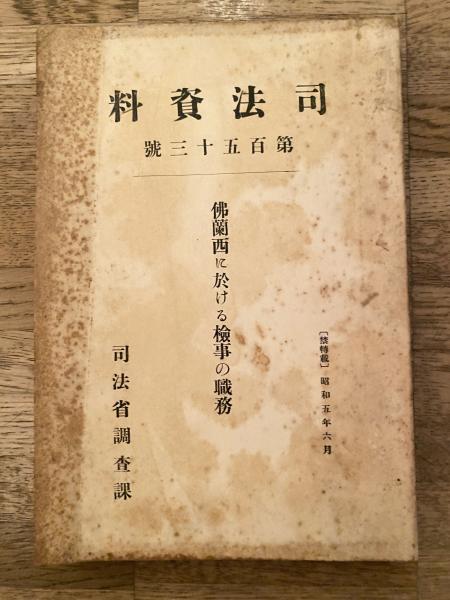 司法資料
第百五十三號
佛蘭西に於ける檢事の職務
〔禁轉載〕 昭和五年六月
司法省調査課